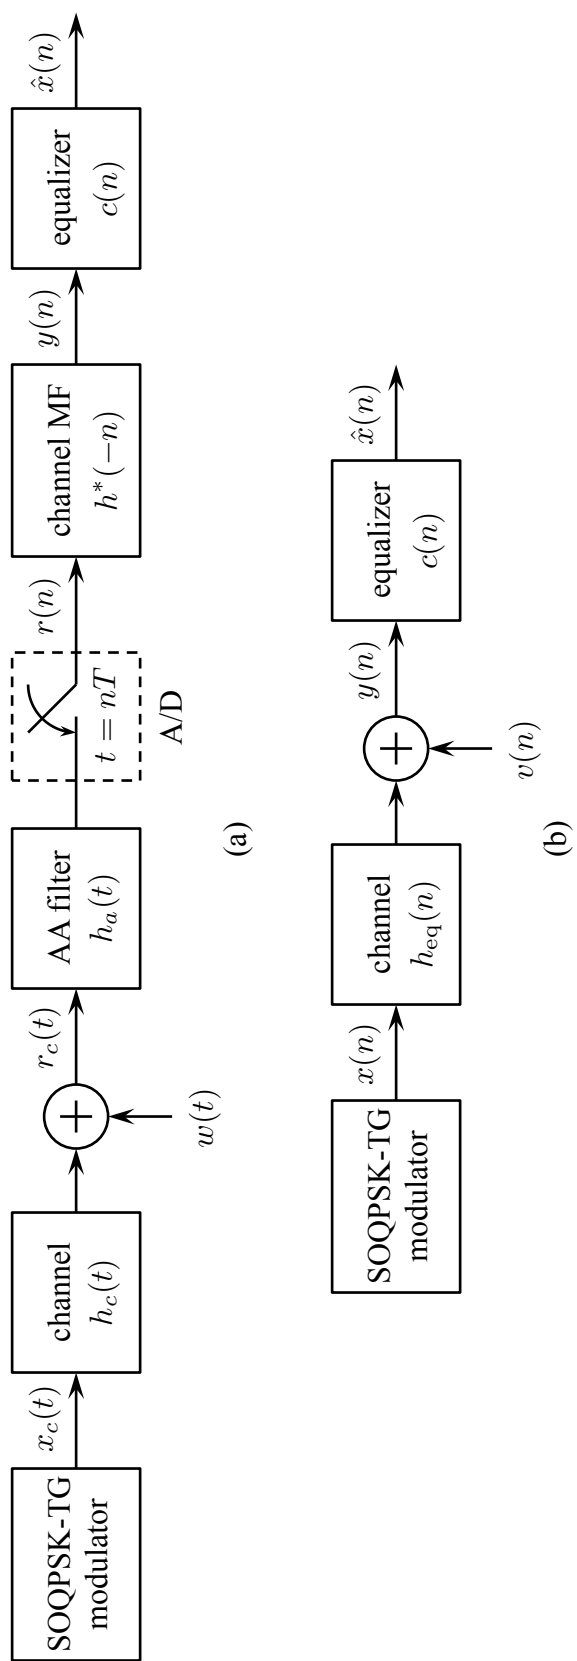 SOQPSK-TG
modulator
x_c(t)
channel
h_c(t)
w(t)
r_c(t)
AA filter
h_a(t)
t = nT
A/D
r(n)
channel MF
h*(−n)
y(n)
equalizer
c(n)
x̂(n)
(a)
SOQPSK-TG
modulator
x(n)
channel
h_eq(n)
v(n)
y(n)
equalizer
c(n)
x̂(n)
(b)